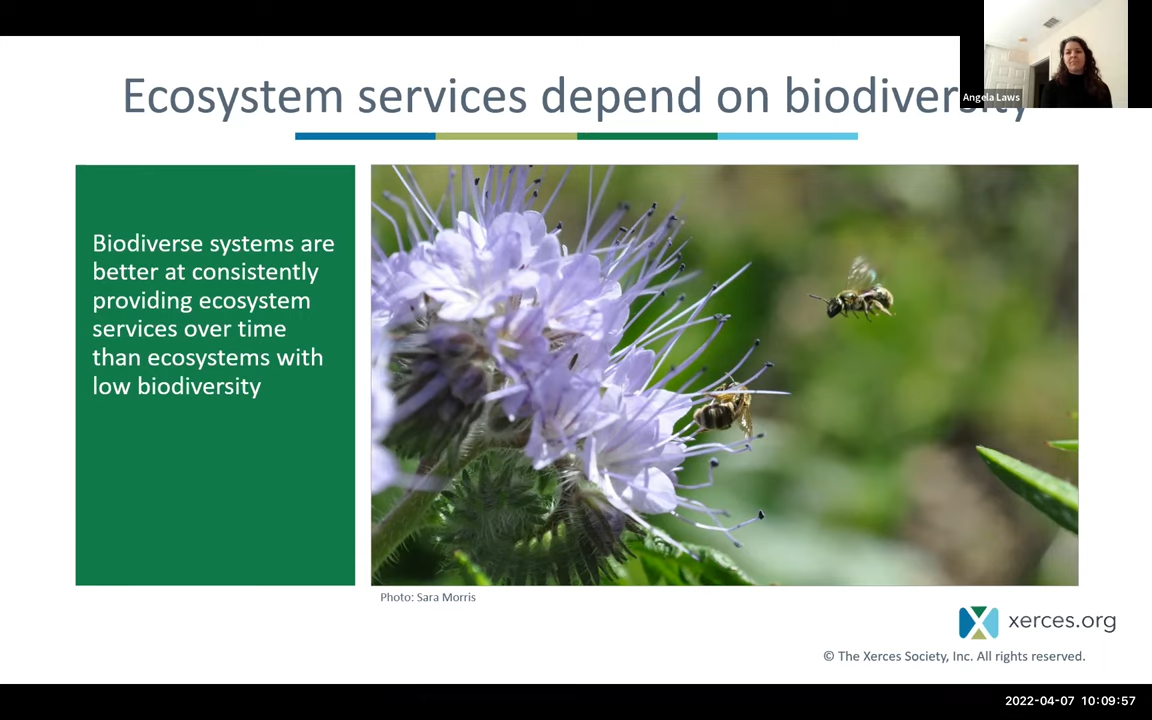 Ecosystem services depend on biodiversity
Angela Laws
Biodiverse systems are
better at consistently
providing ecosystem
services over time
than ecosystems with
low biodiversity
Photo: Sara Morris
xerces.org
© The Xerces Society, Inc. All rights reserved.
2022-04-07 10:09:57